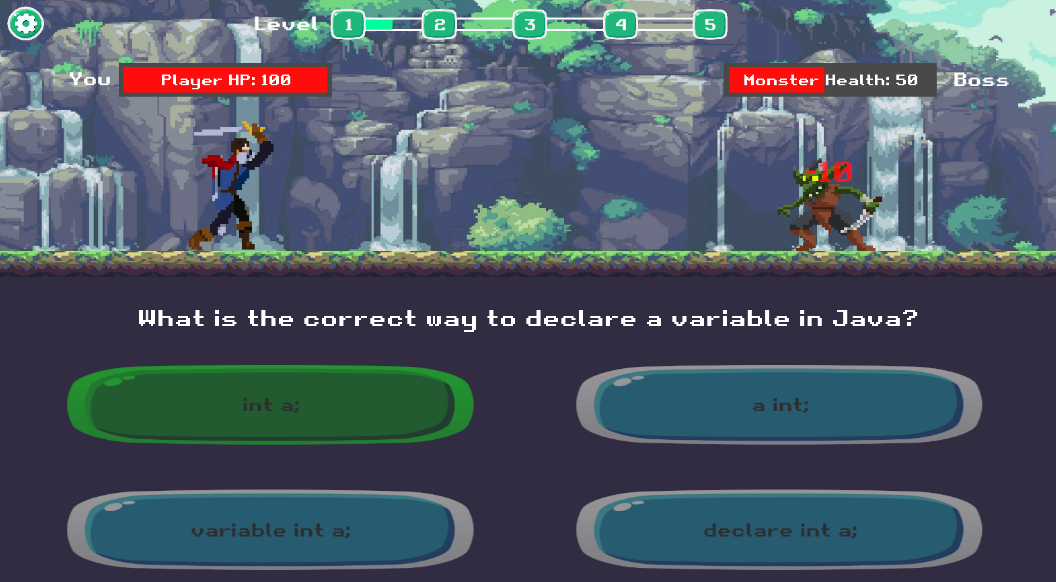 Level 1 2 3 4 5
You Player HP: 100 Monster Health: 50 Boss
-10
What is the correct way to declare a variable in Java?
int a; a int;
variable int a; declare int a;